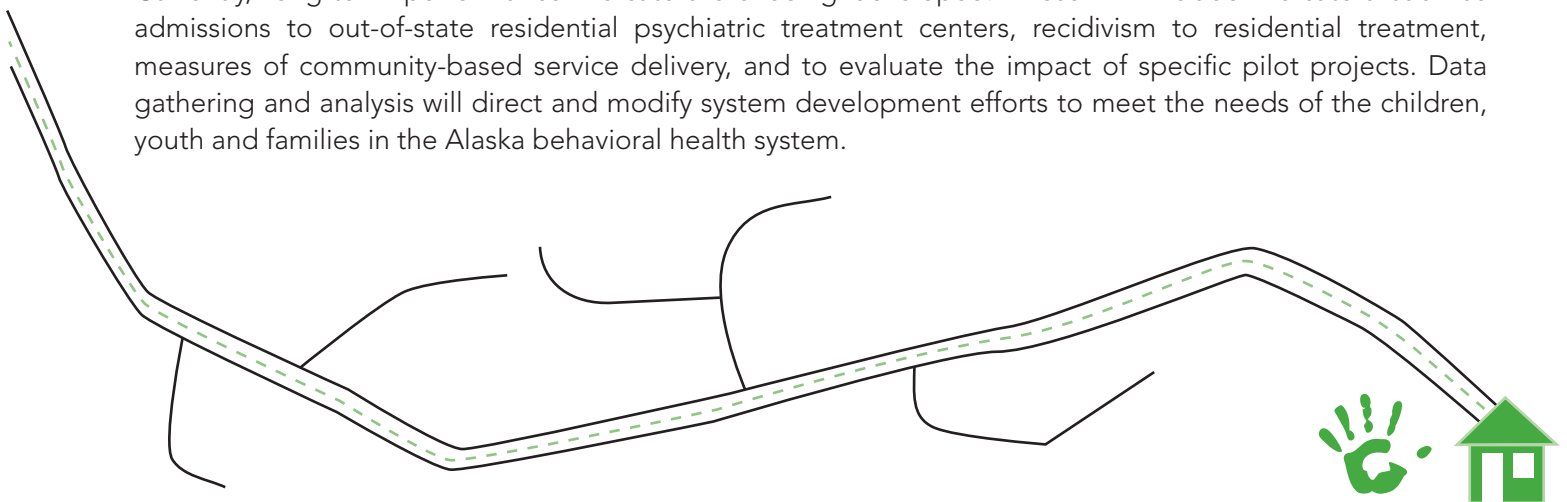 admissions to out-of-state residential psychiatric treatment centers, recidivism to residential treatment,
measures of community-based service delivery, and to evaluate the impact of specific pilot projects. Data
gathering and analysis will direct and modify system development efforts to meet the needs of the children,
youth and families in the Alaska behavioral health system.